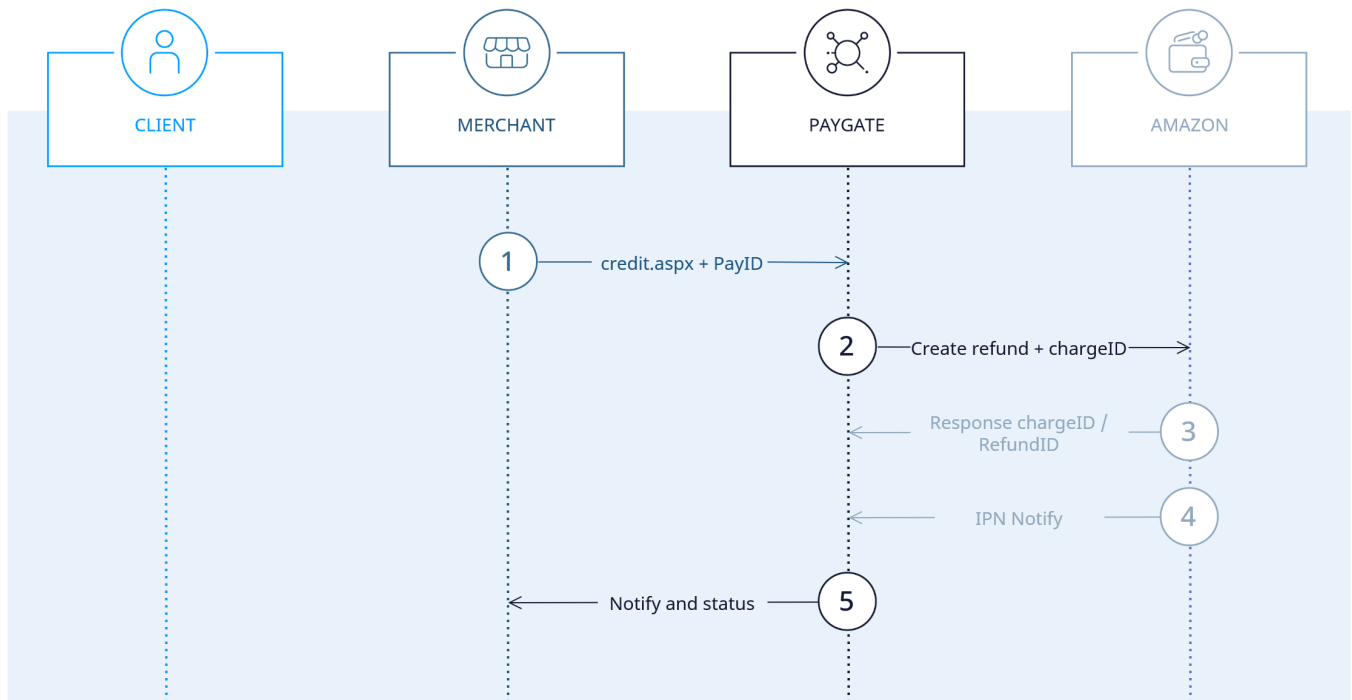 CLIENT
MERCHANT
PAYGATE
AMAZON
1
credit.aspx + PayID
2
Create refund + chargeID
Response chargeID /
RefundID
3
IPN Notify
4
Notify and status
5